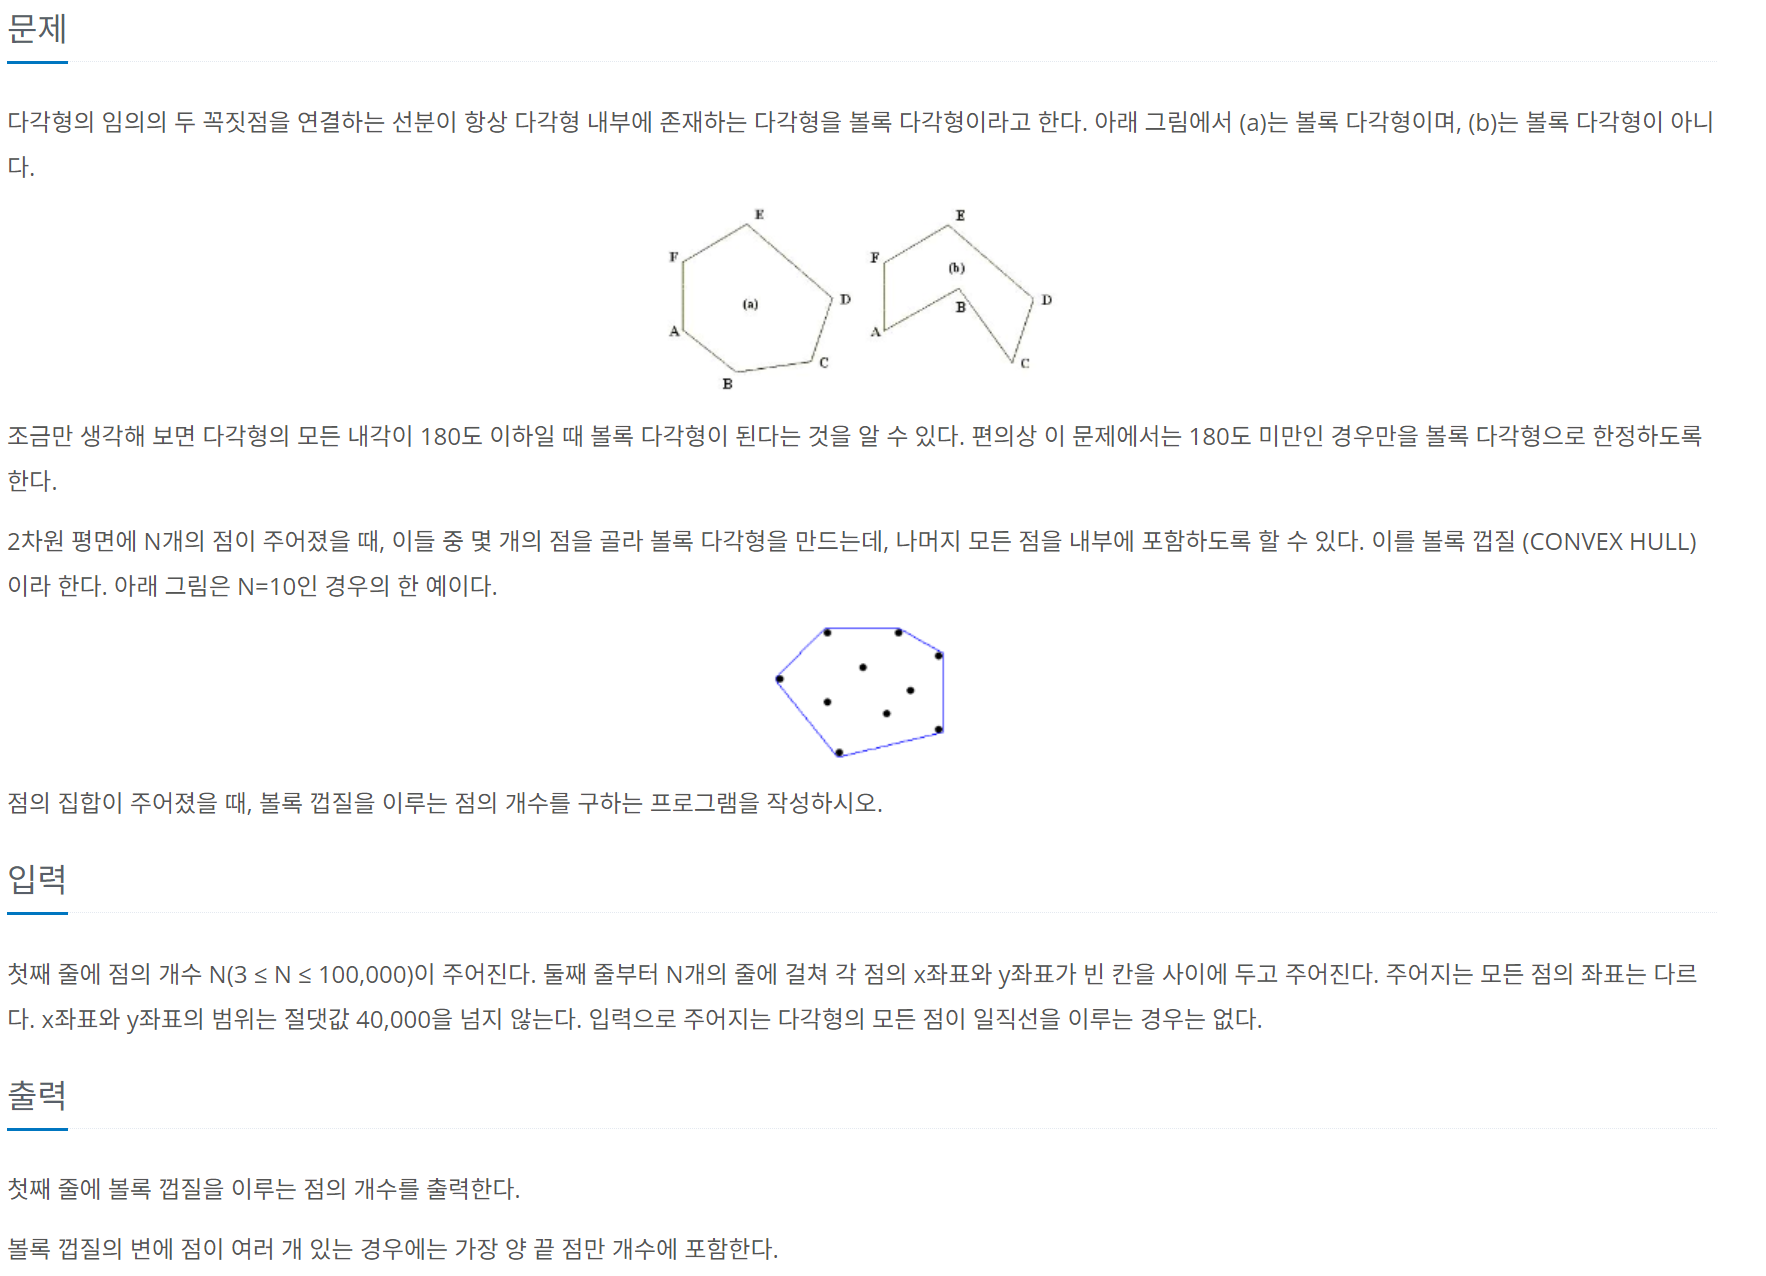 문제
다각형의 임의의 두 꼭짓점을 연결하는 선분이 항상 다각형 내부에 존재하는 다각형을 볼록 다각형이라고 한다. 아래 그림에서 (a)는 볼록 다각형이며, (b)는 볼록 다각형이 아니
다.
E E
F F (b)
(a) D B D
A A
C C
B
조금만 생각해 보면 다각형의 모든 내각이 180도 이하일 때 볼록 다각형이 된다는 것을 알 수 있다. 편의상 이 문제에서는 180도 미만인 경우만을 볼록 다각형으로 한정하도록
한다.
2차원 평면에 N개의 점이 주어졌을 때, 이들 중 몇 개의 점을 골라 볼록 다각형을 만드는데, 나머지 모든 점을 내부에 포함하도록 할 수 있다. 이를 볼록 껍질 (CONVEX HULL)
이라 한다. 아래 그림은 N=10인 경우의 한 예이다.
점의 집합이 주어졌을 때, 볼록 껍질을 이루는 점의 개수를 구하는 프로그램을 작성하시오.
입력
첫째 줄에 점의 개수 N(3 ≤ N ≤ 100,000)이 주어진다. 둘째 줄부터 N개의 줄에 걸쳐 각 점의 x좌표와 y좌표가 빈 칸을 사이에 두고 주어진다. 주어지는 모든 점의 좌표는 다르
다. x좌표와 y좌표의 범위는 절댓값 40,000을 넘지 않는다. 입력으로 주어지는 다각형의 모든 점이 일직선을 이루는 경우는 없다.
출력
첫째 줄에 볼록 껍질을 이루는 점의 개수를 출력한다.
볼록 껍질의 변에 점이 여러 개 있는 경우에는 가장 양 끝 점만 개수에 포함한다.